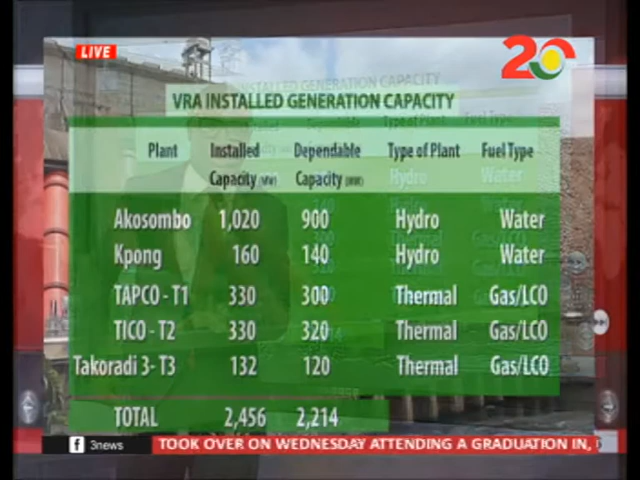 LIVE
20
VRA INSTALLED GENERATION CAPACITY
Plant Installed Capacity (MW) Dependable Capacity (MW) Type of Plant Fuel Type
Akosombo 1,020 900 Hydro Water
Kpong 160 140 Hydro Water
TAPCO - T1 330 300 Thermal Gas/LCO
TICO - T2 330 320 Thermal Gas/LCO
Takoradi 3- T3 132 120 Thermal Gas/LCO
TOTAL 2,456 2,214
f 3news TOOK OVER ON WEDNESDAY ATTENDING A GRADUATION IN,